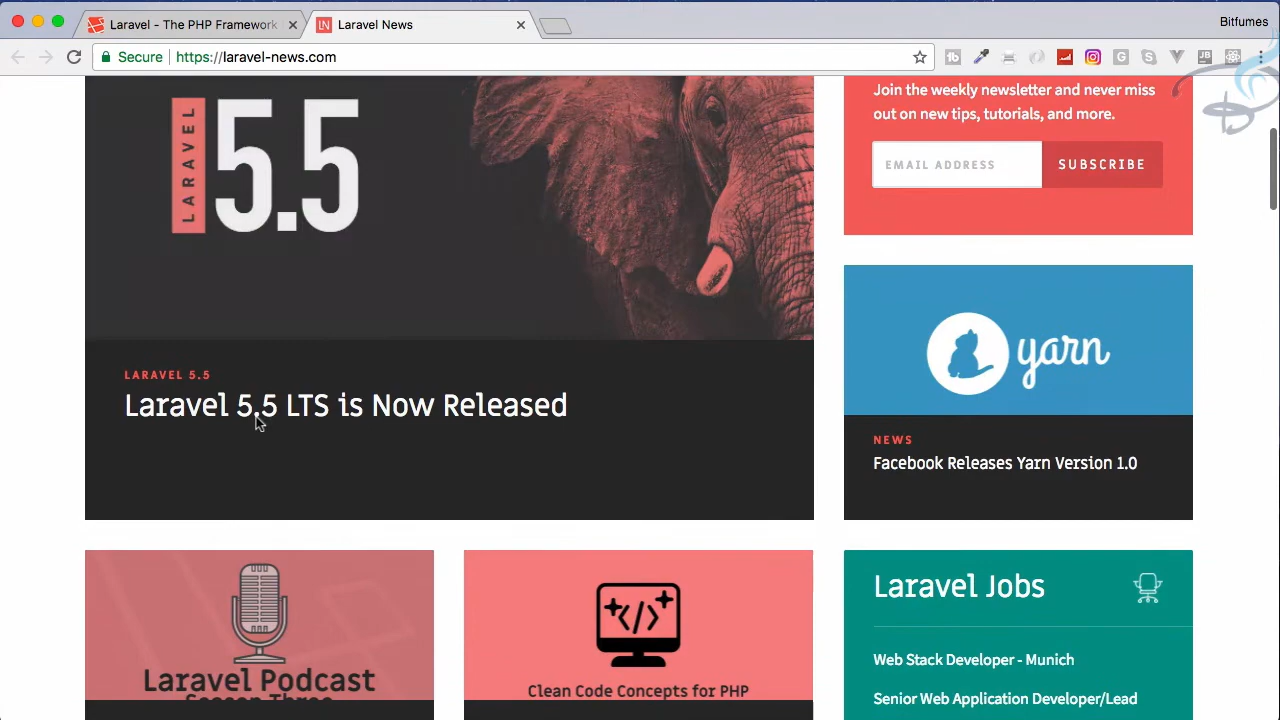 Laravel - The PHP Framework
Laravel News
Bitfumes
Secure
https://laravel-news.com
LARAVEL
5.5
LARAVEL 5.5
Laravel 5.5 LTS is Now Released
Join the weekly newsletter and never miss
out on new tips, tutorials, and more.
EMAIL ADDRESS
SUBSCRIBE
yarn
NEWS
Facebook Releases Yarn Version 1.0
Laravel Podcast
Season Three
Clean Code Concepts for PHP
Laravel Jobs
Web Stack Developer - Munich
Senior Web Application Developer/Lead